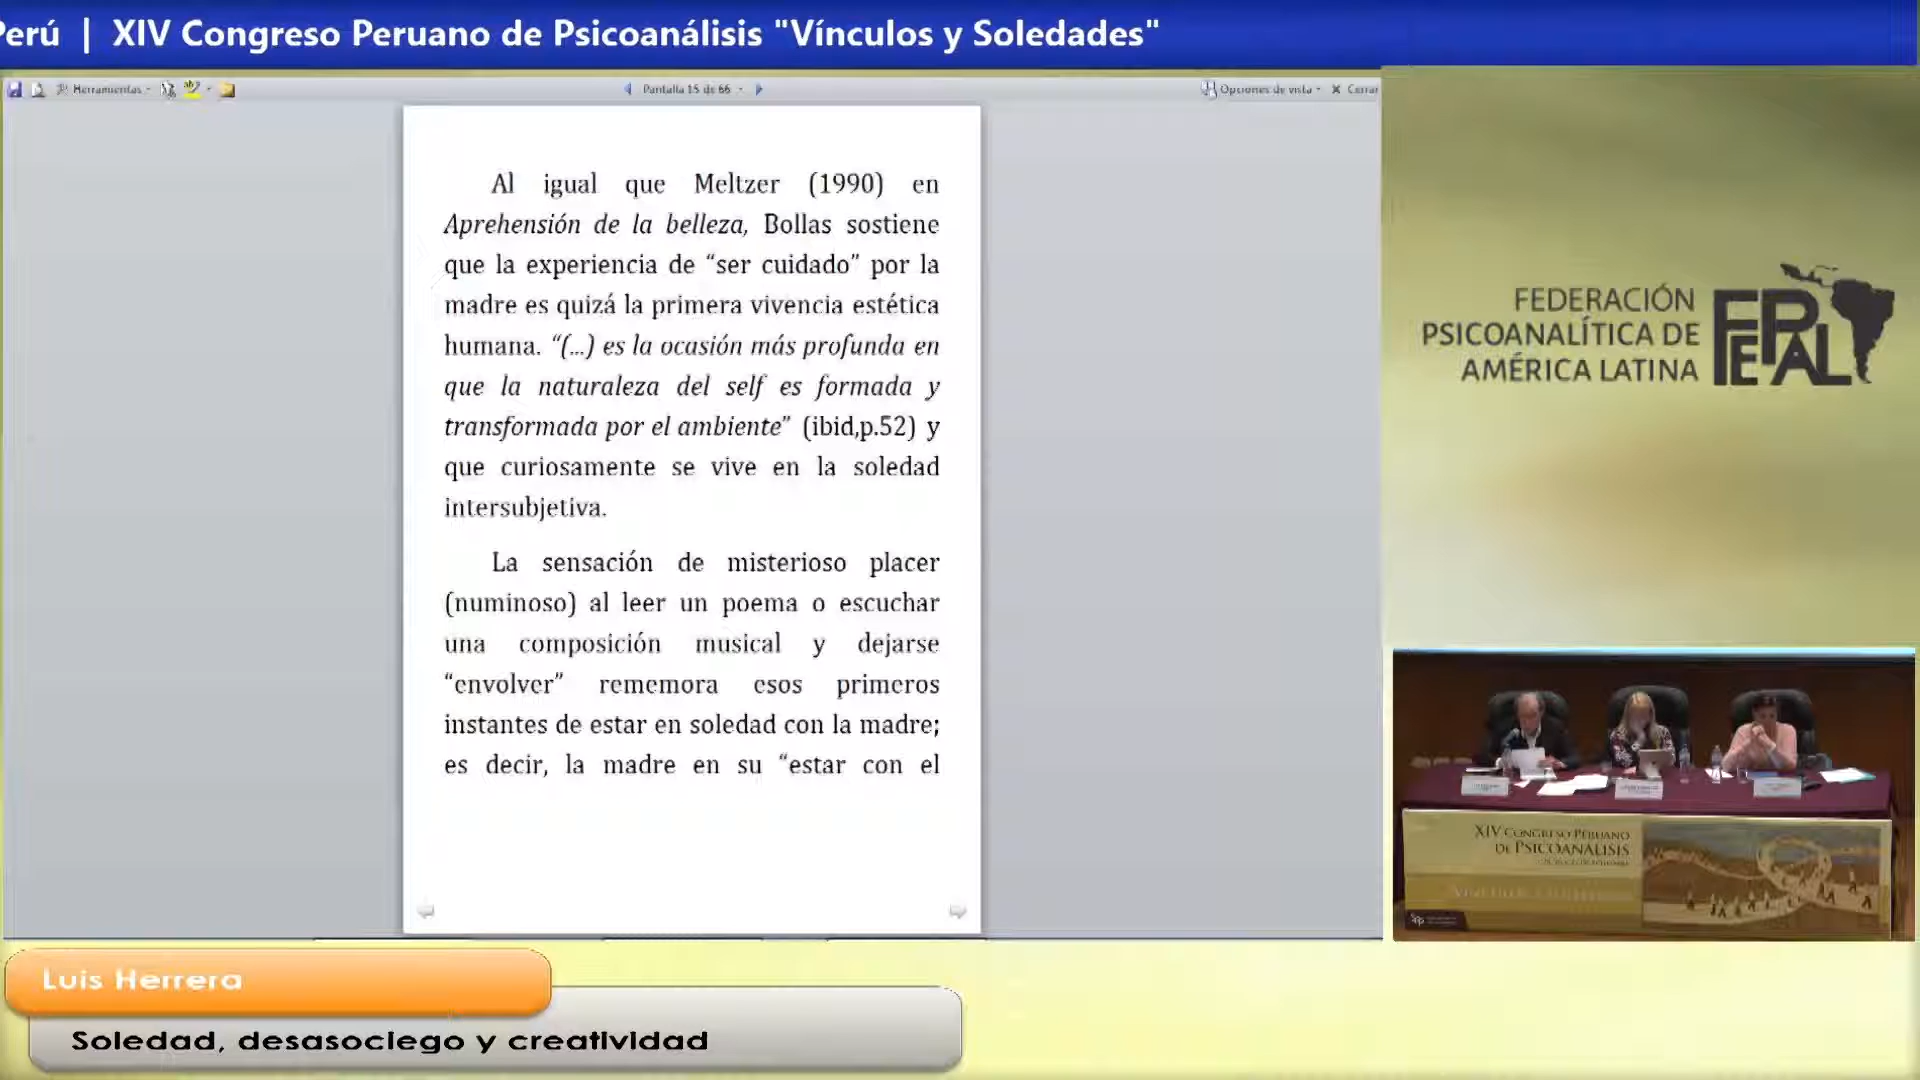 Perú | XIV Congreso Peruano de Psicoanálisis "Vínculos y Soledades"
Herramientas
Pantalla 15 de 66
Opciones de vista
Cerrar
Al igual que Meltzer (1990) en
Aprehensión de la belleza, Bollas sostiene
que la experiencia de “ser cuidado” por la
madre es quizá la primera vivencia estética
humana. “(...) es la ocasión más profunda en
que la naturaleza del self es formada y
transformada por el ambiente” (ibid,p.52) y
que curiosamente se vive en la soledad
intersubjetiva.
La sensación de misterioso placer
(numinoso) al leer un poema o escuchar
una composición musical y dejarse
“envolver” rememora esos primeros
instantes de estar en soledad con la madre;
es decir, la madre en su “estar con el
FEDERACIÓN
PSICOANALÍTICA DE
AMÉRICA LATINA
FEPAL
XIV CONGRESO PERUANO
DE PSICOANÁLISIS
Luis Herrera
Soledad, desasociego y creatividad